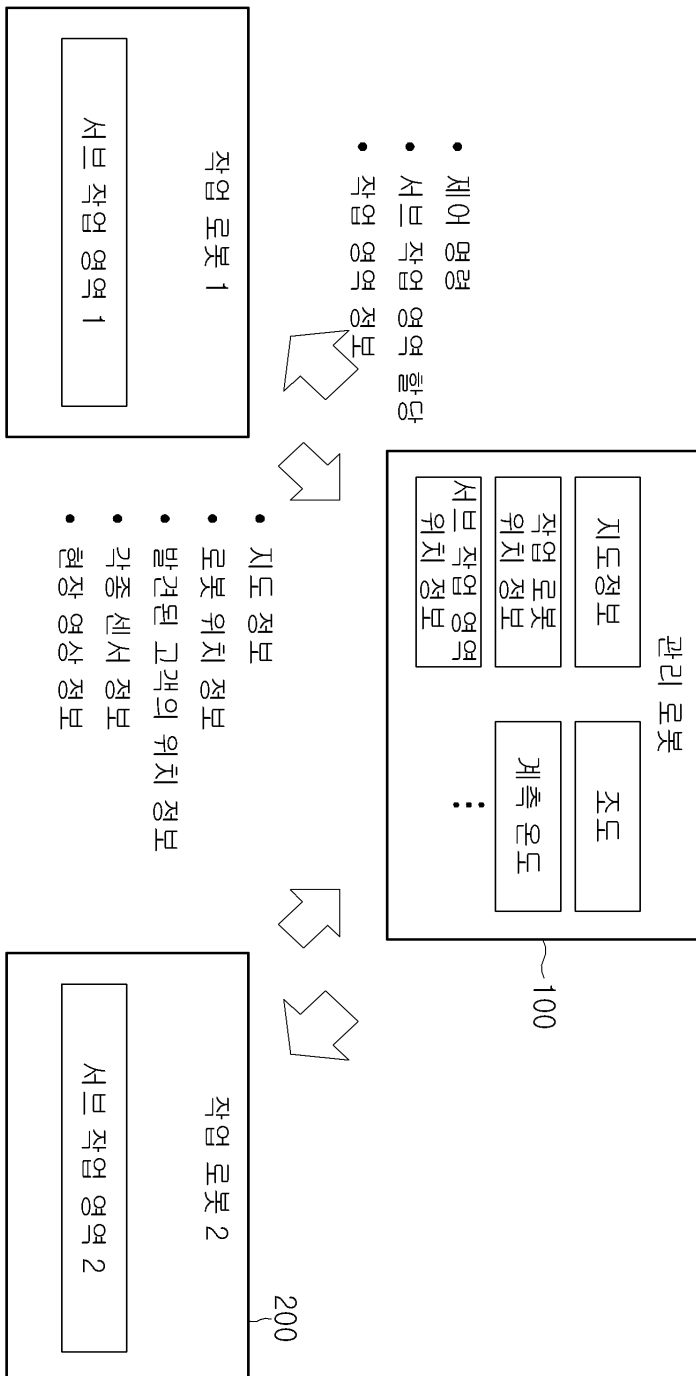 관리 로봇
지도정보
작업 로봇
위치 정보
서브 작업 영역
위치 정보
조도
계측 온도
⋯
100
• 제어 명령
• 서브 작업 영역 할당
• 작업 영역 정보
• 지도 정보
• 로봇 위치 정보
• 발견된 고객의 위치 정보
• 각종 센서 정보
• 현장 영상 정보
작업 로봇 1
서브 작업 영역 1
작업 로봇 2
서브 작업 영역 2
200